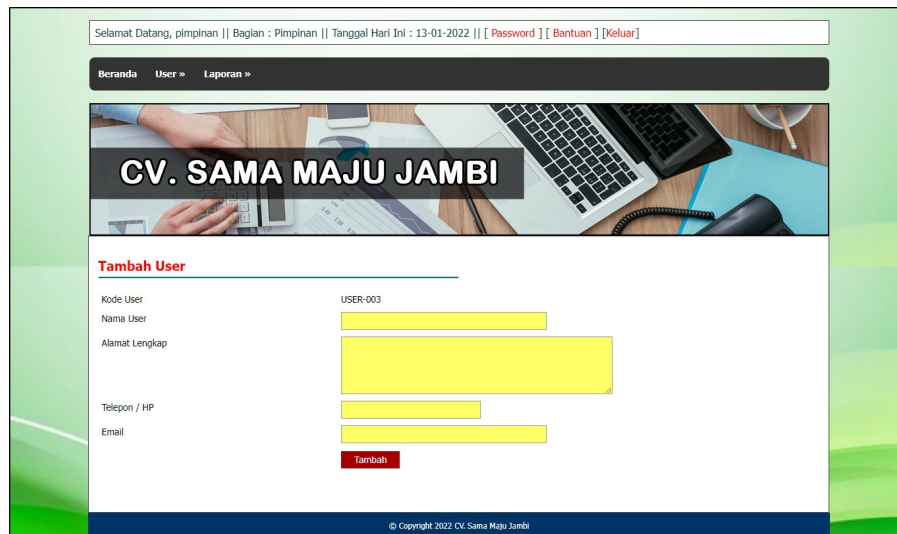 Selamat Datang, pimpinan || Bagian : Pimpinan || Tanggal Hari Ini : 13-01-2022 || [ Password ] [ Bantuan ] [Keluar]
Beranda User » Laporan »
CV. SAMA MAJU JAMBI
Tambah User
Kode User USER-003
Nama User
Alamat Lengkap
Telepon / HP
Email
Tambah
© Copyright 2022 CV. Sama Maju Jambi